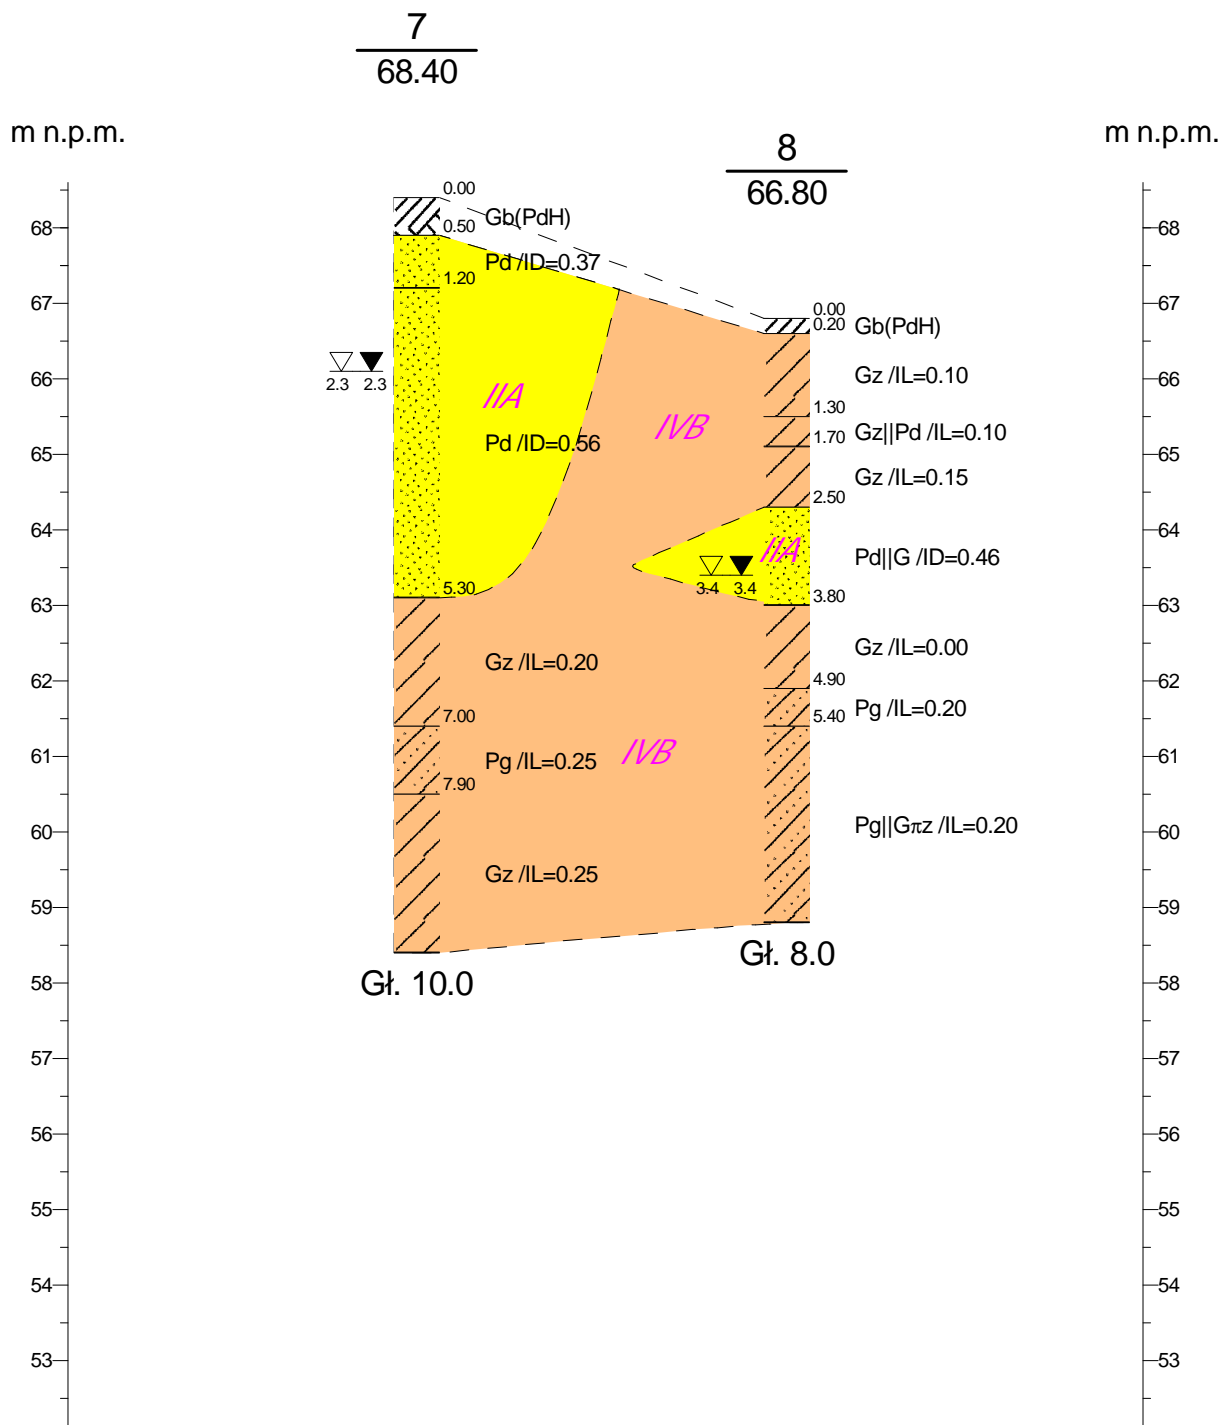 7
68.40
m n.p.m.
m n.p.m.
8
66.80
0.00
Gb(PdH)
0.50
68
68
Pd /ID=0.37
1.20
67
67
0.00
0.20
Gb(PdH)
66
66
2.3 2.3
Gz /IL=0.10
IIA
1.30
IVB
Gz||Pd /IL=0.10
1.70
Pd /ID=0.56
65
65
Gz /IL=0.15
2.50
64
64
IIA
Pd||G /ID=0.46
3.4 3.4
5.30
3.80
63
63
Gz /IL=0.00
Gz /IL=0.20
62
62
4.90
Pg /IL=0.20
7.00
5.40
61
61
IVB
Pg /IL=0.25
7.90
60
60
Pg||Gπz /IL=0.20
Gz /IL=0.25
59
59
Gł. 8.0
Gł. 10.0
58
58
57
57
56
56
55
55
54
54
53
53